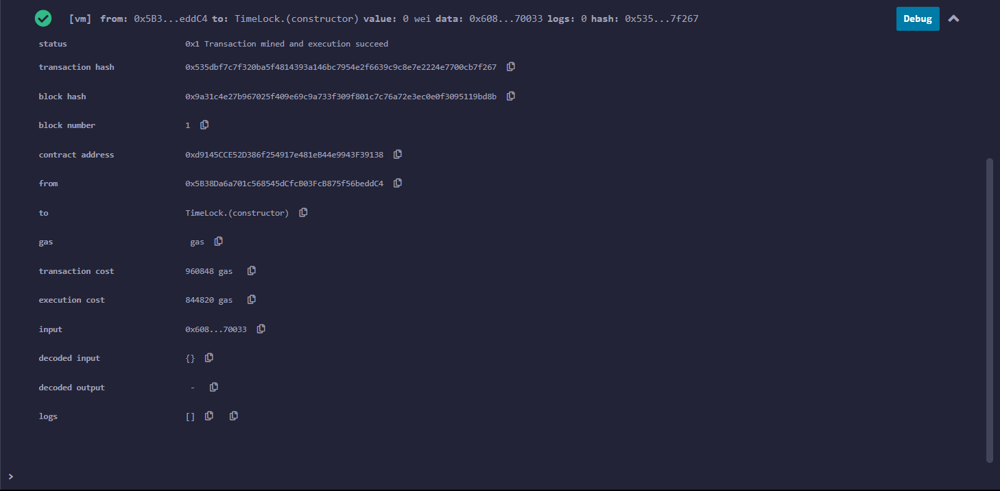 [vm] from: 0x5B3...eddC4 to: TimeLock.(constructor) value: 0 wei data: 0x608...70033 logs: 0 hash: 0x535...7f267 Debug
status 0x1 Transaction mined and execution succeed
transaction hash 0x535dbf7c7f320ba5f4814393a146bc7954e2f6639c9c8e7e2224e7700cb7f267
block hash 0x9a31c4e27b967025f409e69c9a733f309f801c7c76a72e3ec0e0f3095119bd8b
block number 1
contract address 0xd9145CCE52D386f254917e481eB44e9943F39138
from 0x5B38Da6a701c568545dCfcB03FcB875f56beddC4
to TimeLock.(constructor)
gas gas
transaction cost 960848 gas
execution cost 844820 gas
input 0x608...70033
decoded input {}
decoded output -
logs []
>